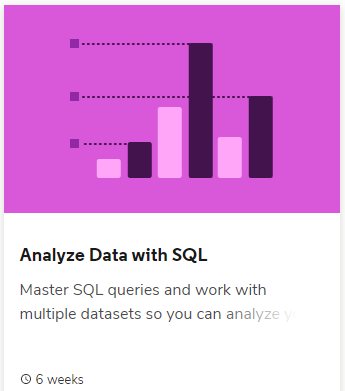 Analyze Data with SQL
Master SQL queries and work with
multiple datasets so you can analyze
6 weeks